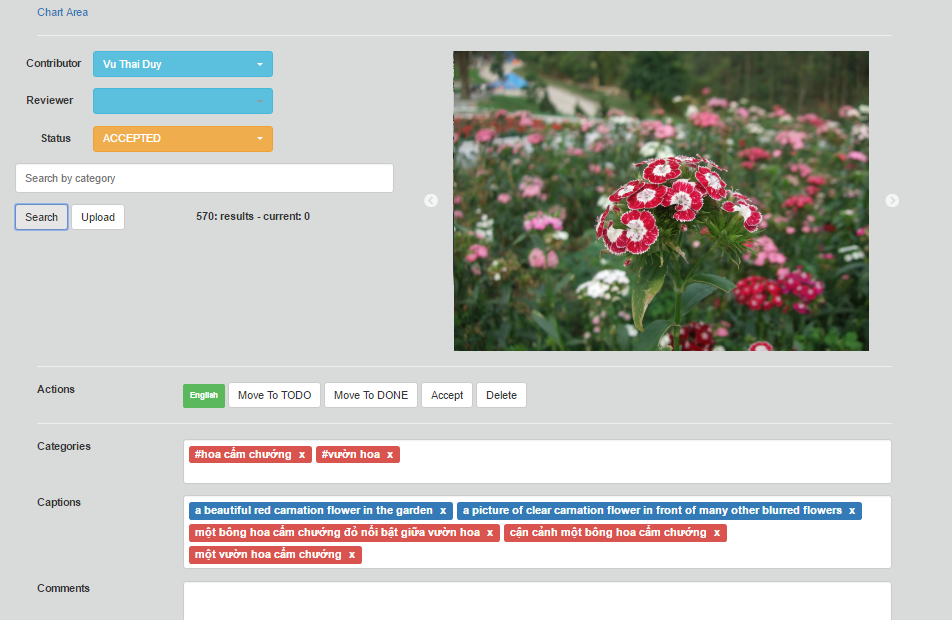 Chart Area
Contributor Vu Thai Duy
Reviewer
Status ACCEPTED
Search by category
Search Upload 570: results - current: 0
Actions English Move To TODO Move To DONE Accept Delete
Categories #hoa cẩm chướng x #vườn hoa x
Captions a beautiful red carnation flower in the garden x a picture of clear carnation flower in front of many other blurred flowers x
một bông hoa cẩm chướng đỏ nổi bật giữa vườn hoa x cận cảnh một bông hoa cẩm chướng x
một vườn hoa cẩm chướng x
Comments